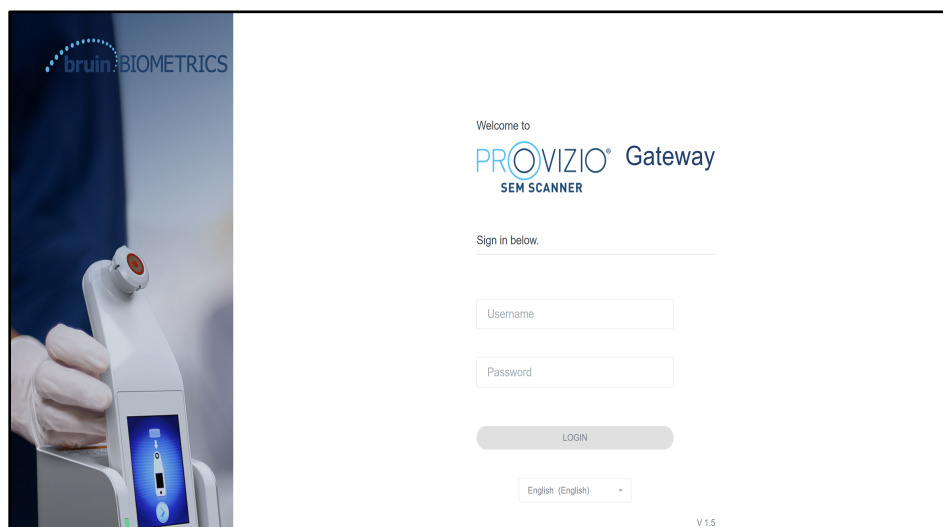 bruin BIOMETRICS
Welcome to
PROVIZIO® Gateway
SEM SCANNER
Sign in below.
Username
Password
LOGIN
English (English)
V 1.5